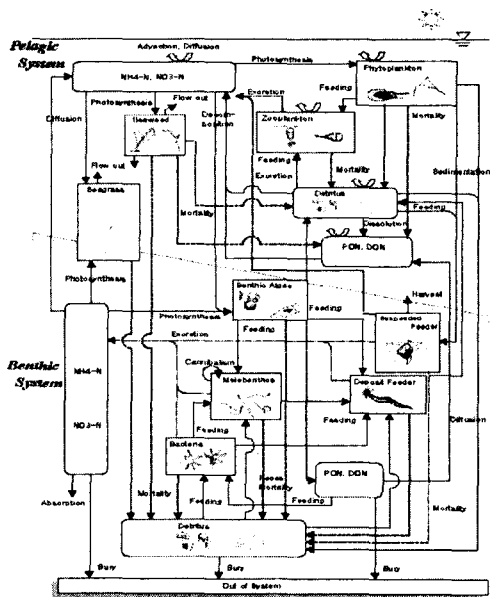 Pelagic
System
Advection, Diffusion
NH4-N, NO3-N
Photosynthesis
Phytoplankton
Feeding
Excretion
Zooplankton
Mortality
Photosynthesis
Flow out
Diffusion
Seaweed
Decom-
position
Feeding
Mortality
Sedimentation
Flow out
Seagrass
Excretion
Detritus
Feeding
Mortality
Dissolution
PON, DON
Photosynthesis
Harvest
Benthic Algae
Photosynthesis
Feeding
Suspended
Feeder
Excretion
Feeding
Benthic
System
NH4-N
Cannibalism
Meiobenthos
Deposit Feeder
NO3-N
Feeding
Feeding
Diffusion
Bacteria
Feces
Mortality
PON, DON
Absorption
Mortality
Feeding
Feeding
Mortality
Detritus
Bury
Bury
Bury
Out of System